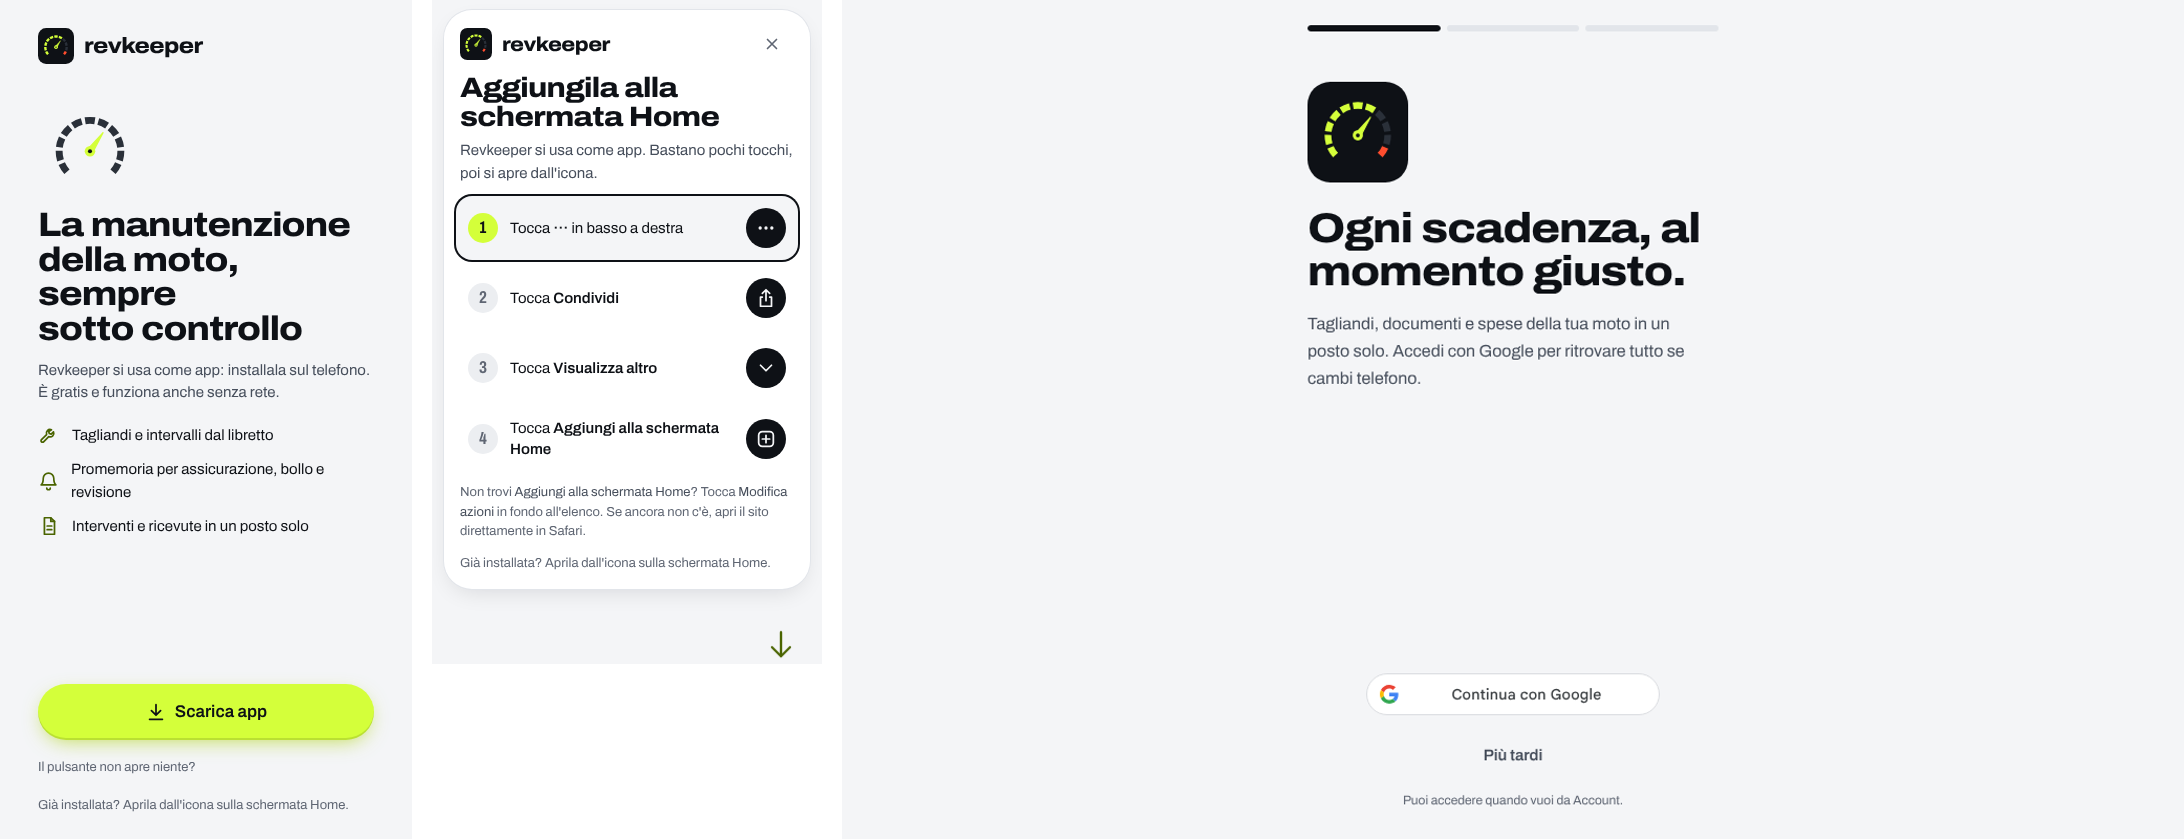 revkeeper
La manutenzione
della moto,
sempre
sotto controllo
Revkeeper si usa come app: installala sul telefono.
È gratis e funziona anche senza rete.
Tagliandi e intervalli dal libretto
Promemoria per assicurazione, bollo e
revisione
Interventi e ricevute in un posto solo
Scarica app
Il pulsante non apre niente?
Già installata? Aprila dall'icona sulla schermata Home.
revkeeper
Aggiungila alla
schermata Home
Revkeeper si usa come app. Bastano pochi tocchi,
poi si apre dall'icona.
1 Tocca ··· in basso a destra
2 Tocca Condividi
3 Tocca Visualizza altro
4 Tocca Aggiungi alla schermata
Home
Non trovi Aggiungi alla schermata Home? Tocca Modifica
azioni in fondo all'elenco. Se ancora non c'è, apri il sito
direttamente in Safari.
Già installata? Aprila dall'icona sulla schermata Home.
Ogni scadenza, al
momento giusto.
Tagliandi, documenti e spese della tua moto in un
posto solo. Accedi con Google per ritrovare tutto se
cambi telefono.
Continua con Google
Più tardi
Puoi accedere quando vuoi da Account.